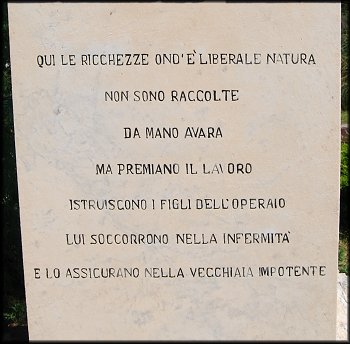 QUI LE RICCHEZZE OND'È LIBERALE NATURA
NON SONO RACCOLTE
DA MANO AVARA
MA PREMIANO IL LAVORO
ISTRUISCONO I FIGLI DELL'OPERAIO
LUI SOCCORRONO NELLA INFERMITA'
E LO ASSICURANO NELLA VECCHIAIA IMPOTENTE